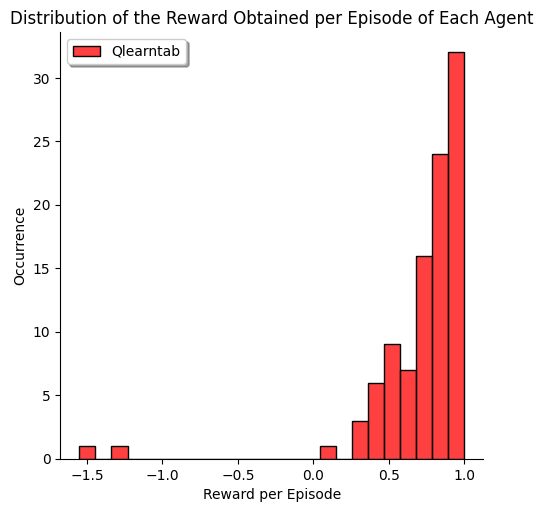 Distribution of the Reward Obtained per Episode of Each Agent
Qlearntab
30
25
20
15
10
5
0
Occurrence
−1.5 −1.0 −0.5 0.0 0.5 1.0
Reward per Episode